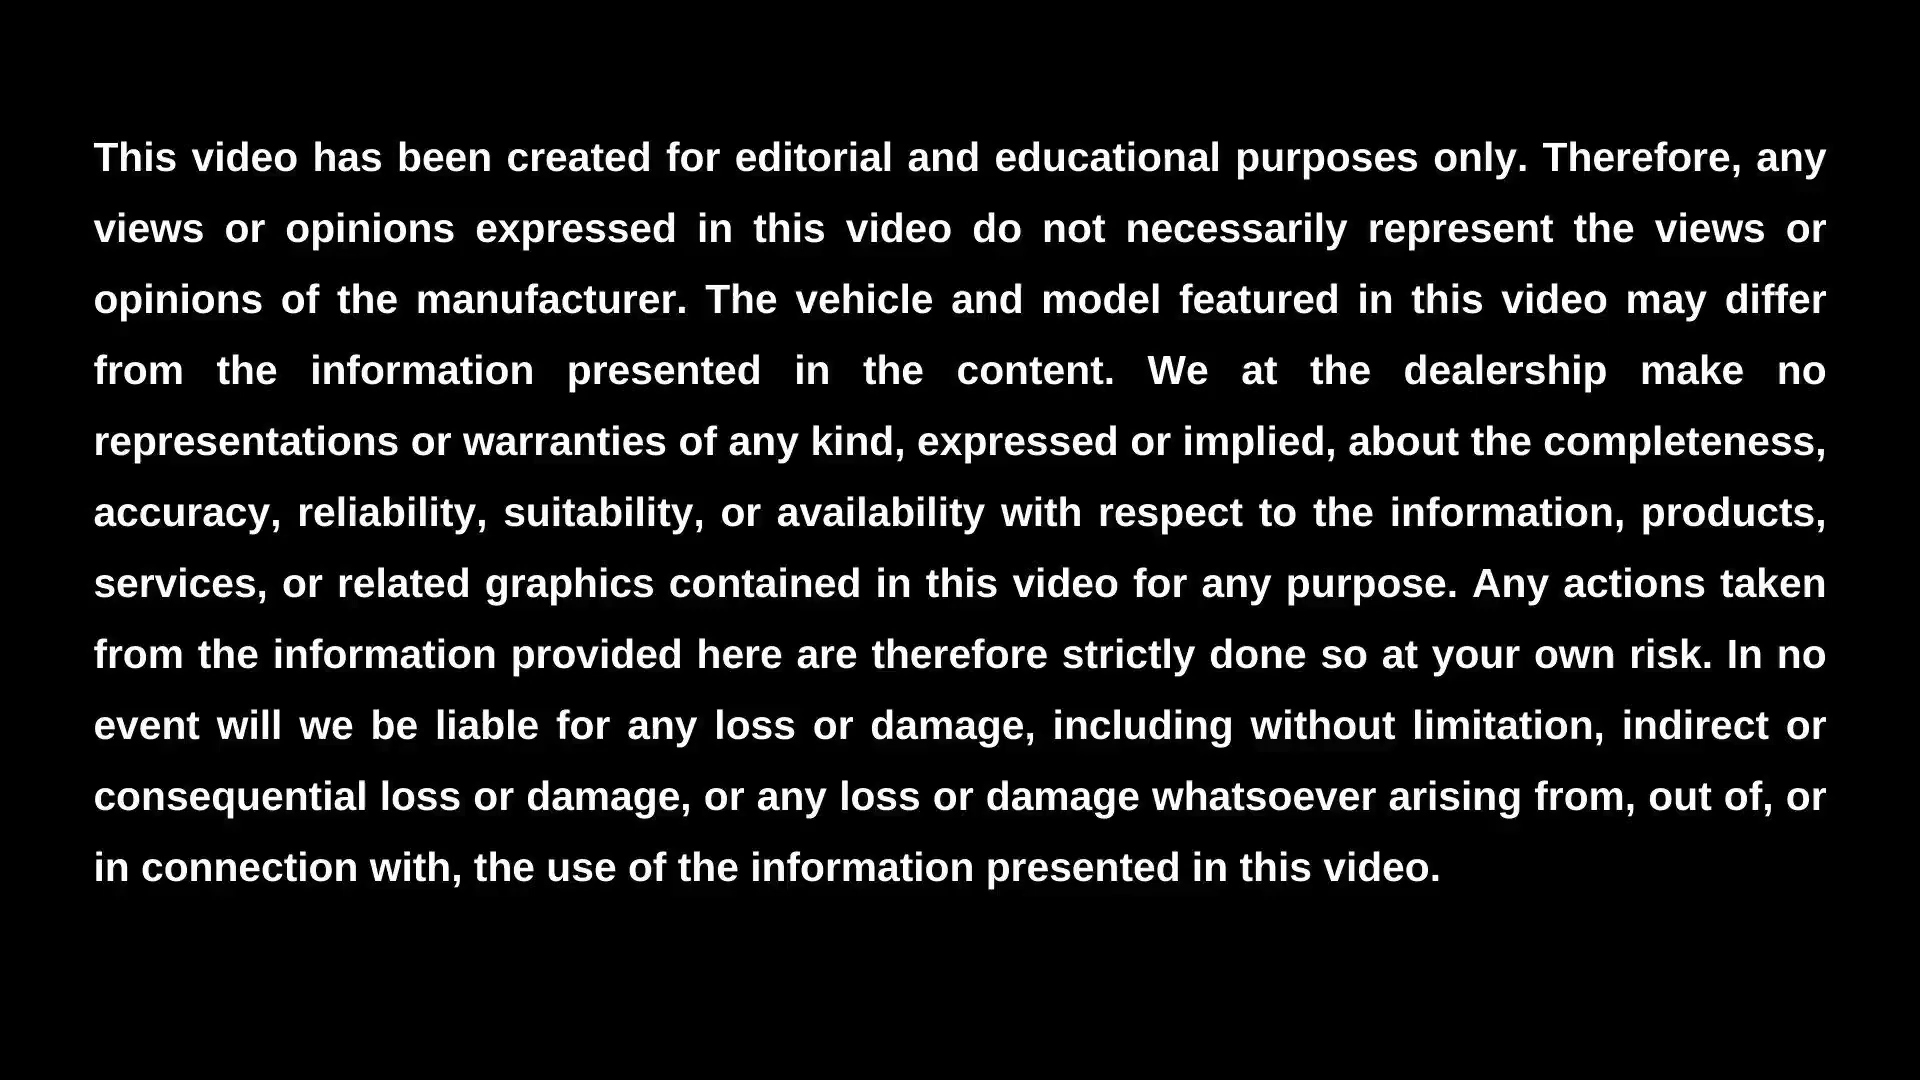 This video has been created for editorial and educational purposes only. Therefore, any
views or opinions expressed in this video do not necessarily represent the views or
opinions of the manufacturer. The vehicle and model featured in this video may differ
from the information presented in the content. We at the dealership make no
representations or warranties of any kind, expressed or implied, about the completeness,
accuracy, reliability, suitability, or availability with respect to the information, products,
services, or related graphics contained in this video for any purpose. Any actions taken
from the information provided here are therefore strictly done so at your own risk. In no
event will we be liable for any loss or damage, including without limitation, indirect or
consequential loss or damage, or any loss or damage whatsoever arising from, out of, or
in connection with, the use of the information presented in this video.